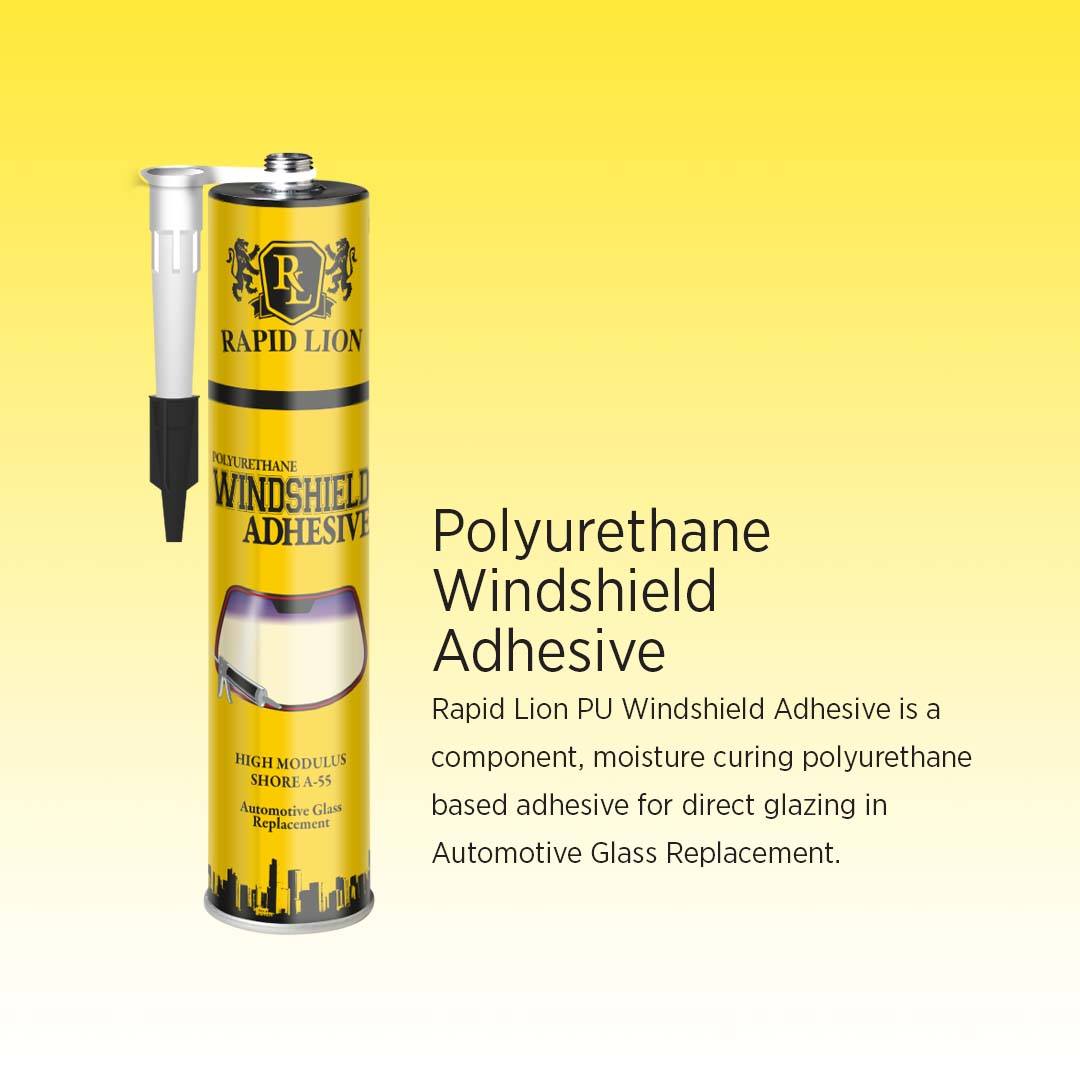 RL
RAPID LION
POLYURETHANE
WINDSHIELD
ADHESIVE
HIGH MODULUS
SHORE A-55
Automotive Glass
Replacement
Polyurethane
Windshield
Adhesive
Rapid Lion PU Windshield Adhesive is a
component, moisture curing polyurethane
based adhesive for direct glazing in
Automotive Glass Replacement.